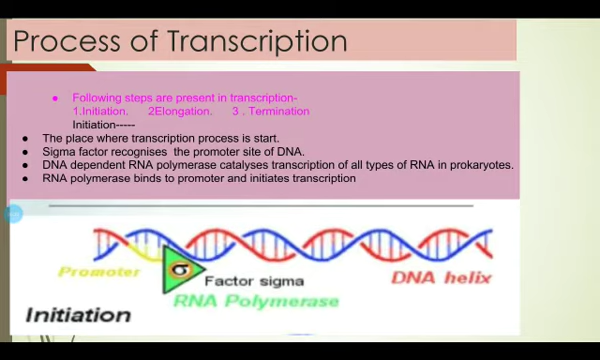 Process of Transcription
Following steps are present in transcription-
1.Initiation. 2Elongation. 3 . Termination
Initiation-----
The place where transcription process is start.
Sigma factor recognises the promoter site of DNA.
DNA dependent RNA polymerase catalyses transcription of all types of RNA in prokaryotes.
RNA polymerase binds to promoter and initiates transcription
Promoter
σ
Factor sigma
DNA helix
RNA Polymerase
Initiation